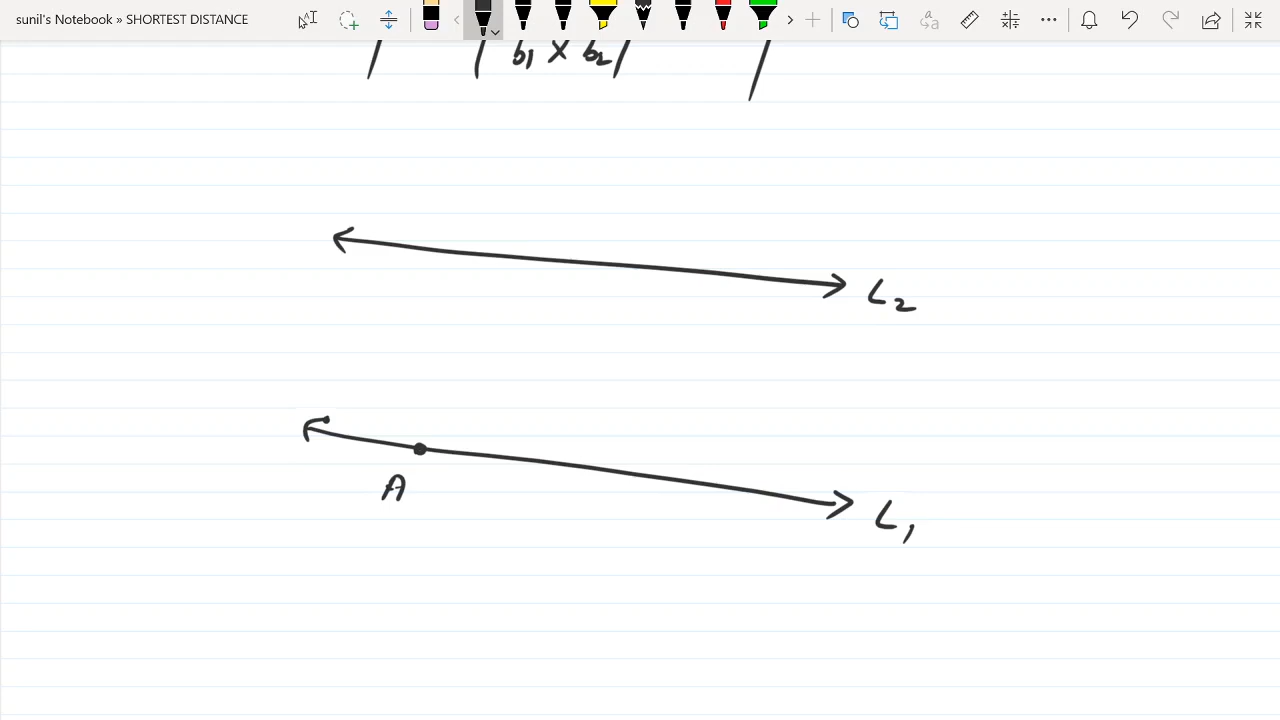 sunil's Notebook » SHORTEST DISTANCE
| | b₁ × b₂ | |
L₂
A
L₁